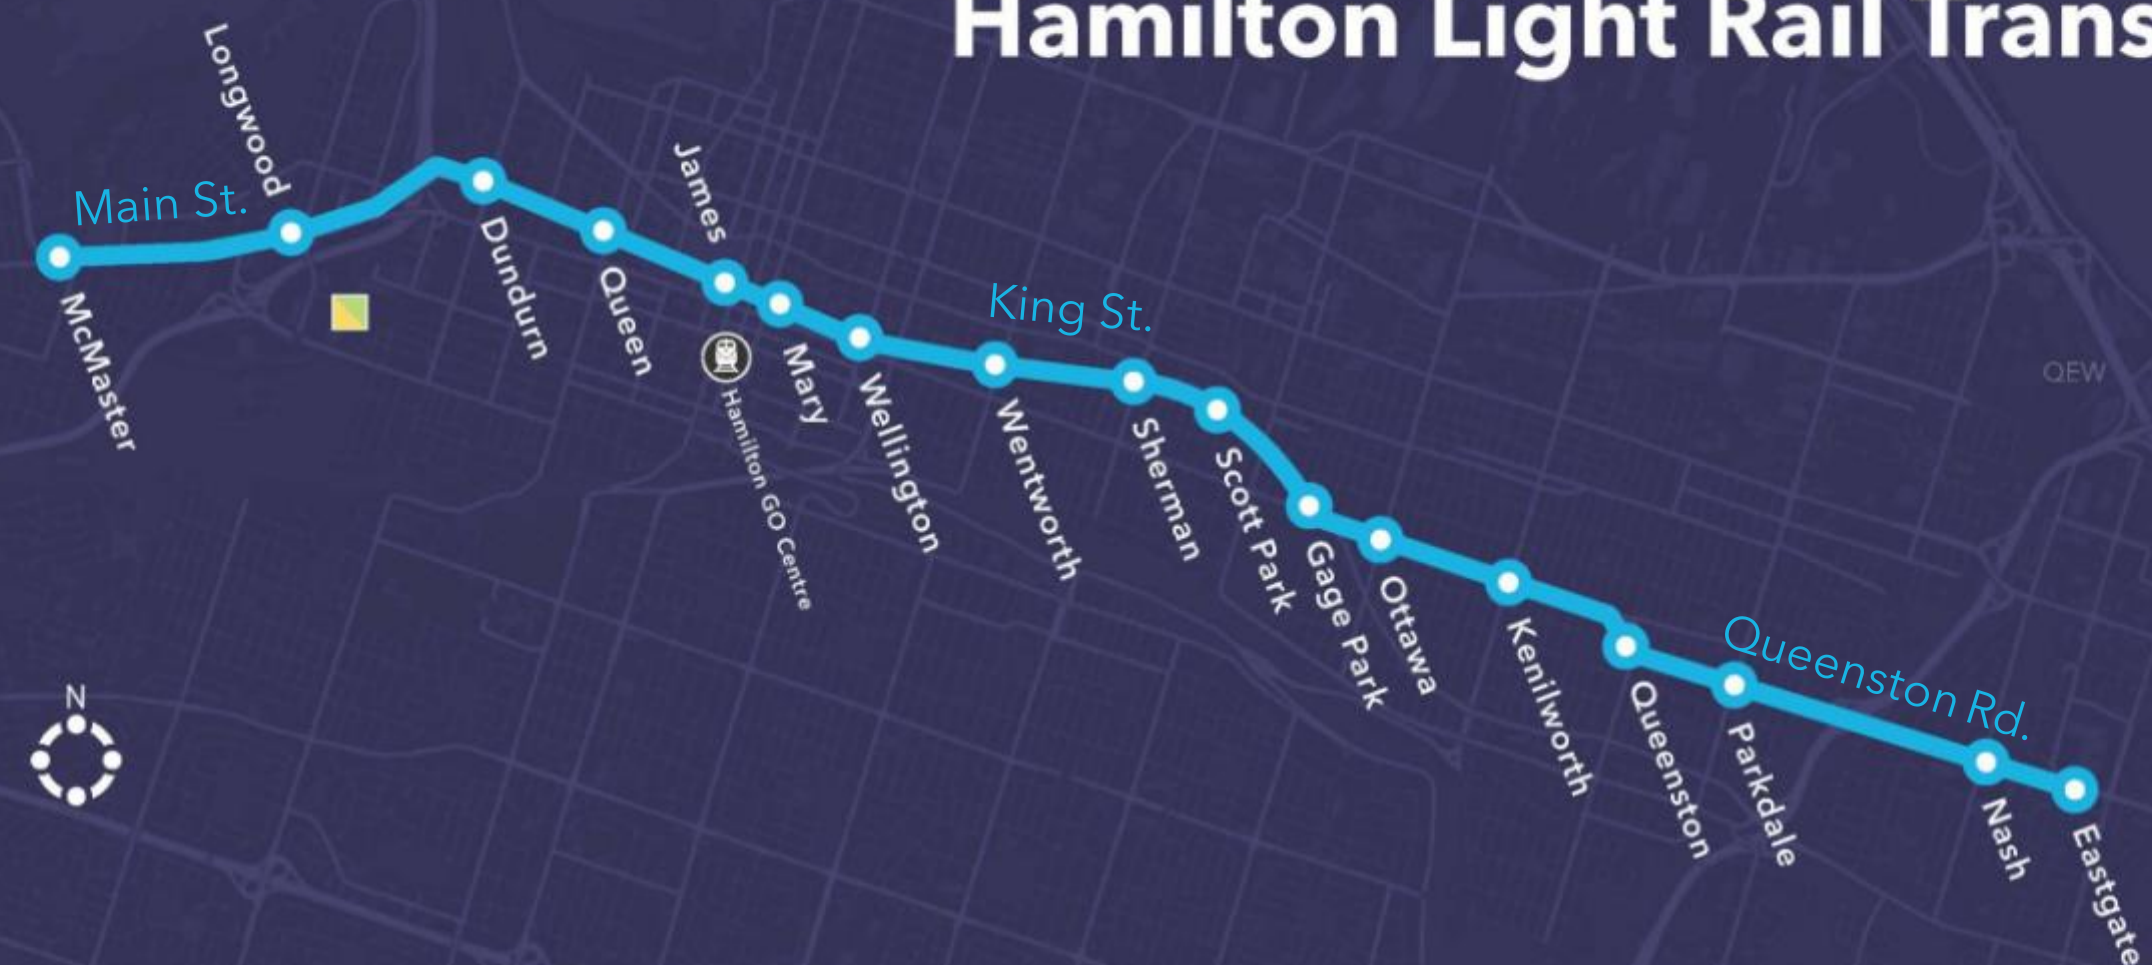 Hamilton Light Rail Trans
Longwood
James
Main St.
McMaster
Dundurn
Queen
King St.
Mary
Hamilton GO Centre
Wellington
Wentworth
Sherman
Scott Park
QEW
Gage Park
Ottawa
Kenilworth
Queenston Rd.
Queenston
Parkdale
Nash
Eastgate
N